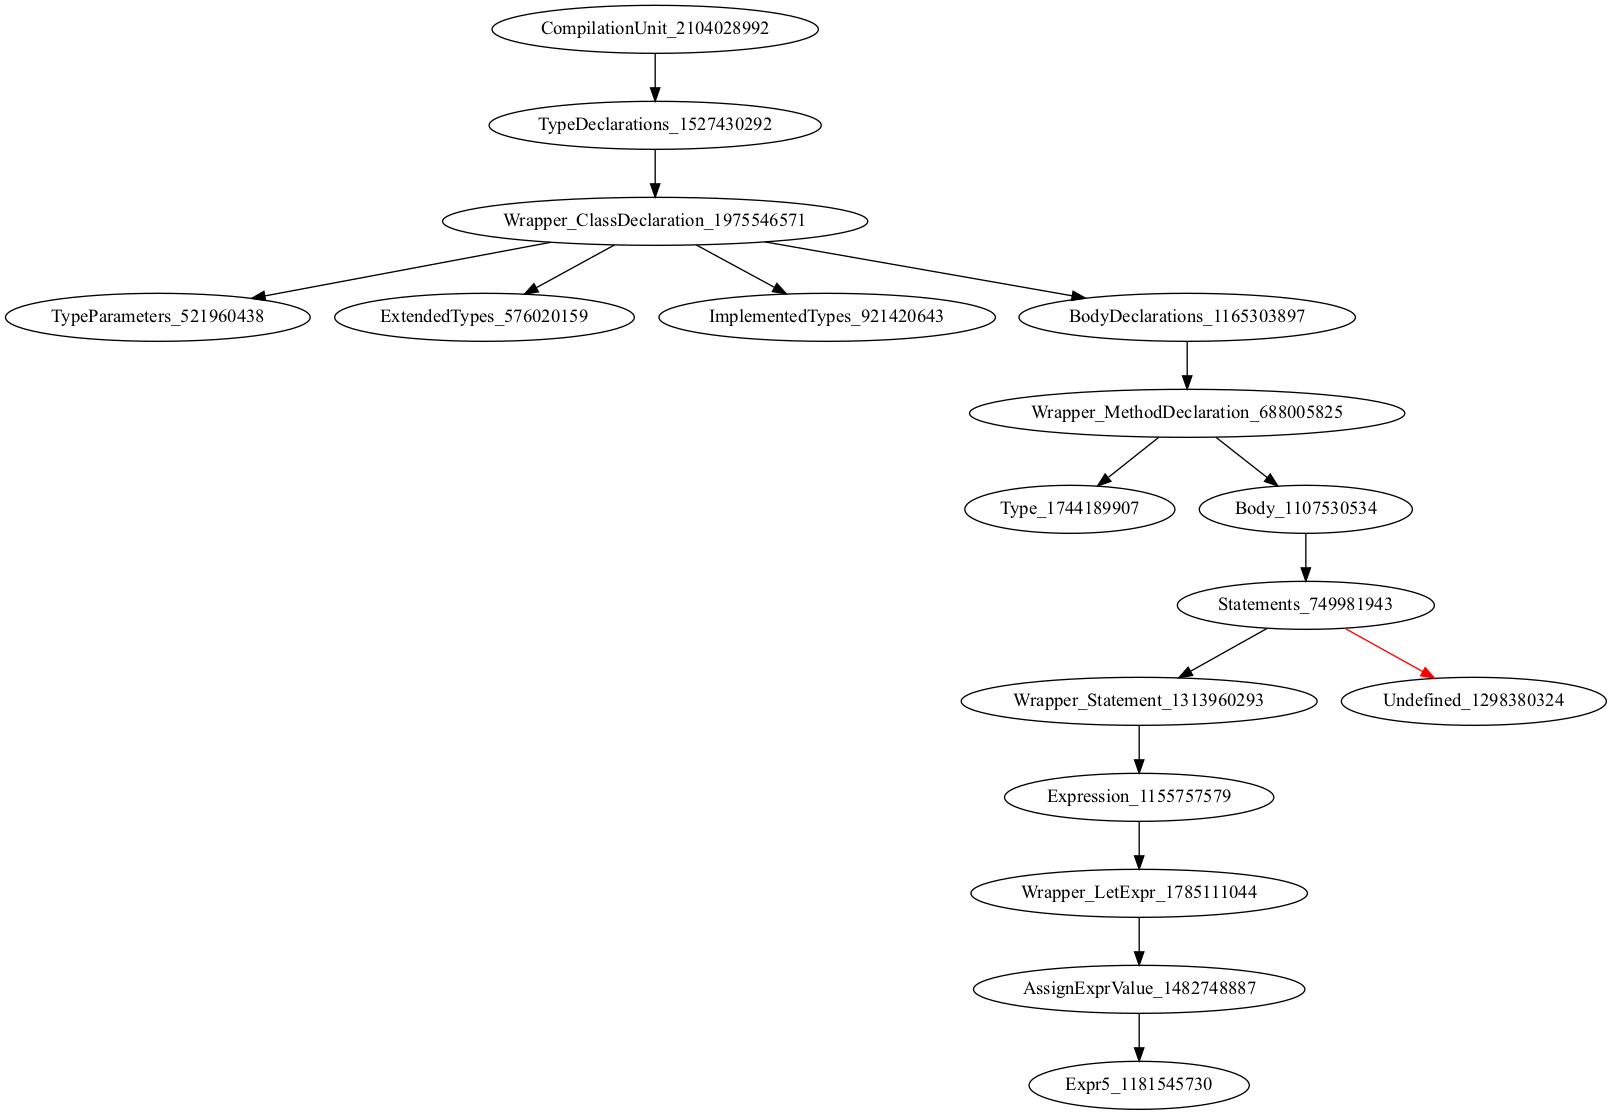 CompilationUnit_2104028992
TypeDeclarations_1527430292
Wrapper_ClassDeclaration_1975546571
TypeParameters_521960438
ExtendedTypes_576020159
ImplementedTypes_921420643
BodyDeclarations_1165303897
Wrapper_MethodDeclaration_688005825
Type_1744189907
Body_1107530534
Statements_749981943
Wrapper_Statement_1313960293
Undefined_1298380324
Expression_1155757579
Wrapper_LetExpr_1785111044
AssignExprValue_1482748887
Expr5_1181545730